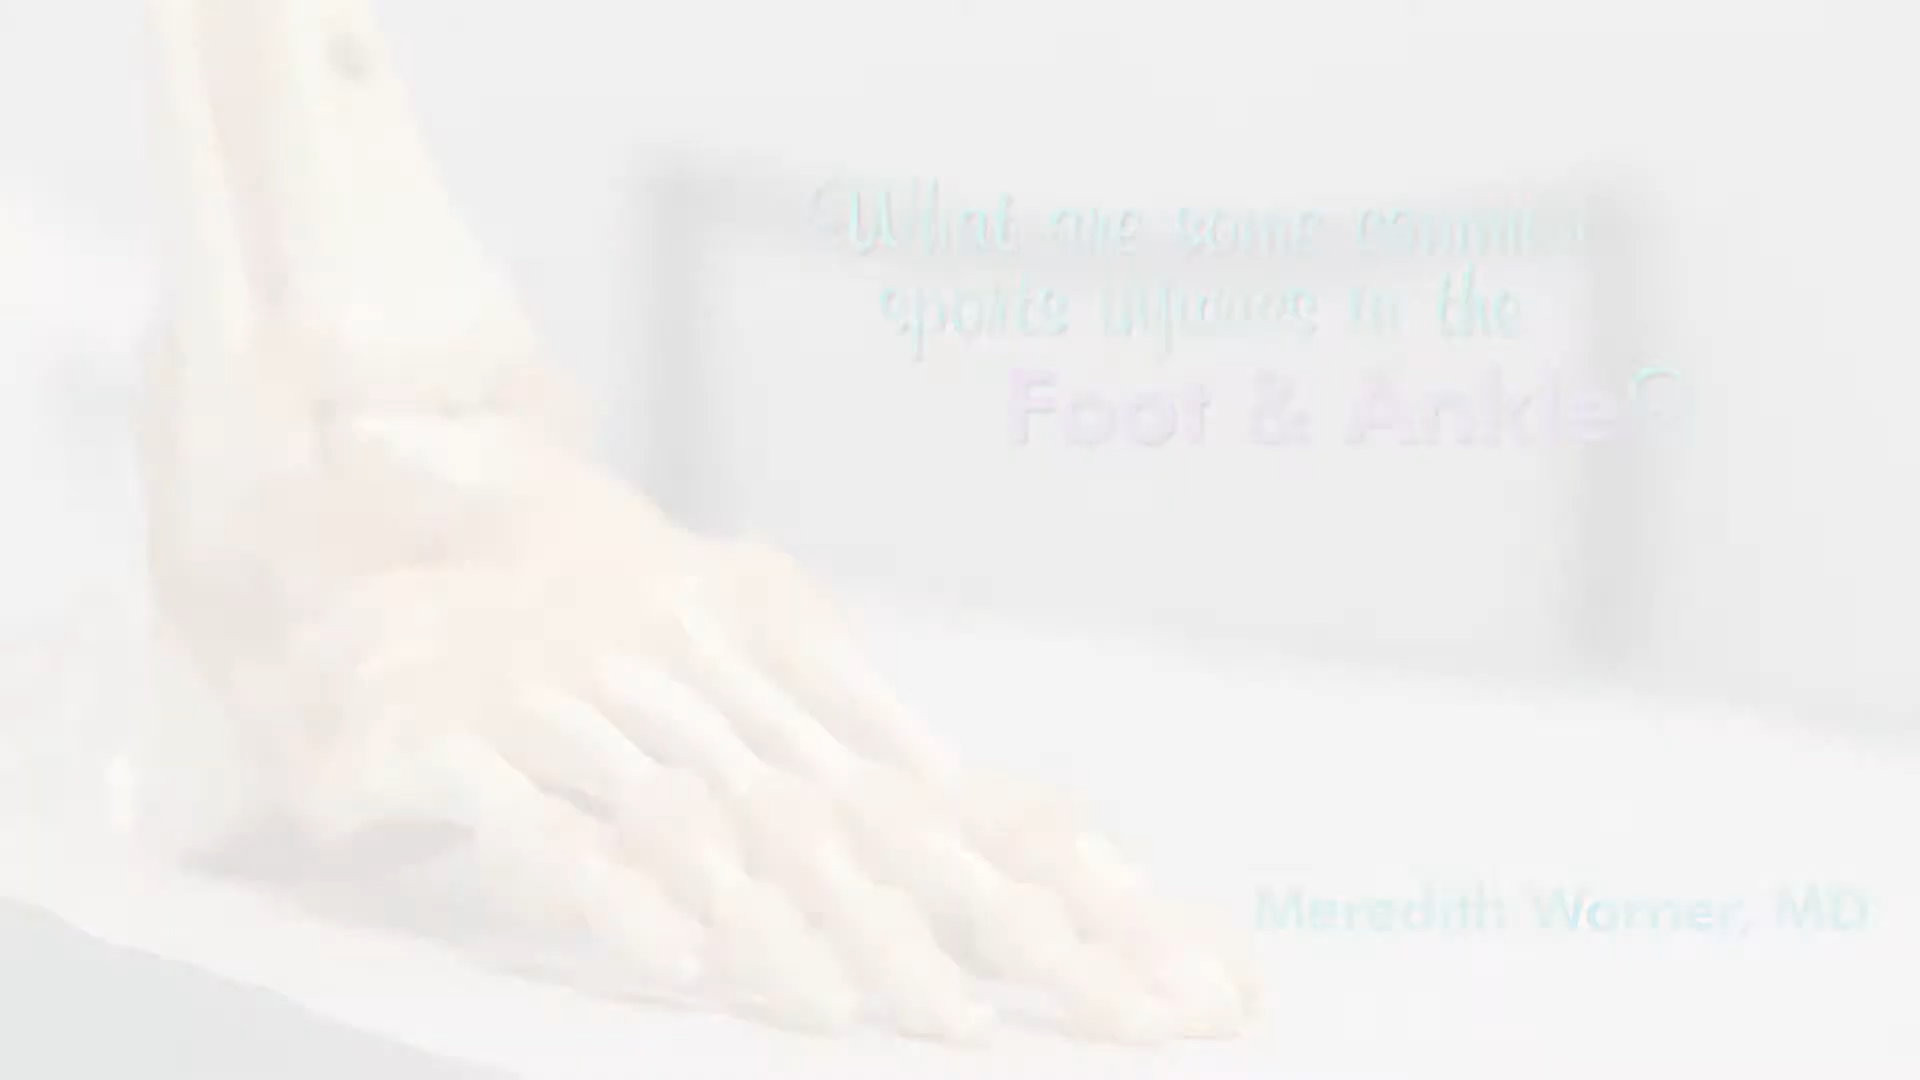 What are some common
sports injuries in the
Foot & Ankle?
Meredith Warner, MD